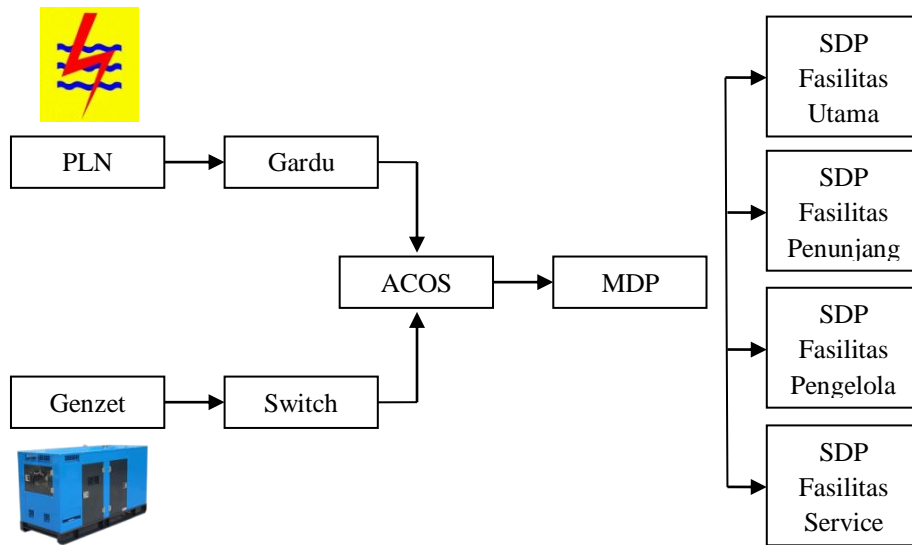 SDP
Fasilitas
Utama
PLN
Gardu
SDP
Fasilitas
Penunjang
ACOS
MDP
SDP
Fasilitas
Pengelola
Genzet
Switch
SDP
Fasilitas
Service